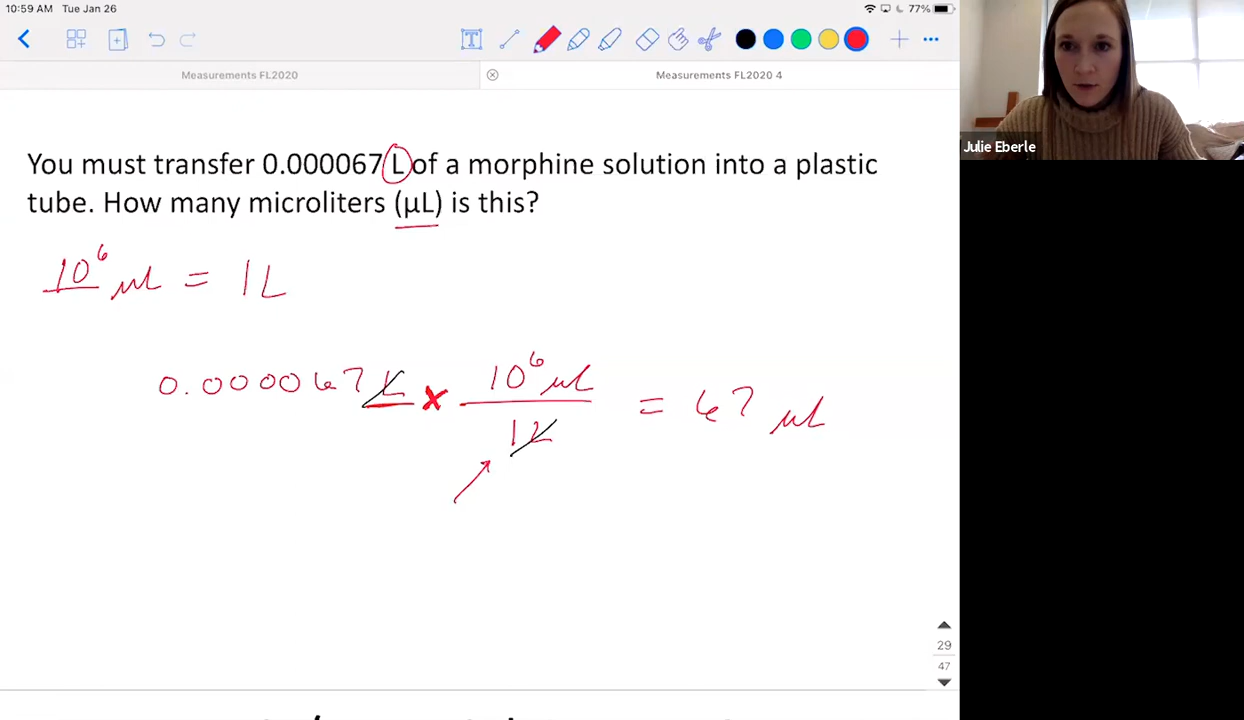 10:59 AM Tue Jan 26 77%
Measurements FL2020 Measurements FL2020 4
You must transfer 0.000067 L of a morphine solution into a plastic
tube. How many microliters (μL) is this?
10⁶ μL = 1L
0.000067 L × 10⁶ μL / 1L = 67 μL
Julie Eberle
29
47